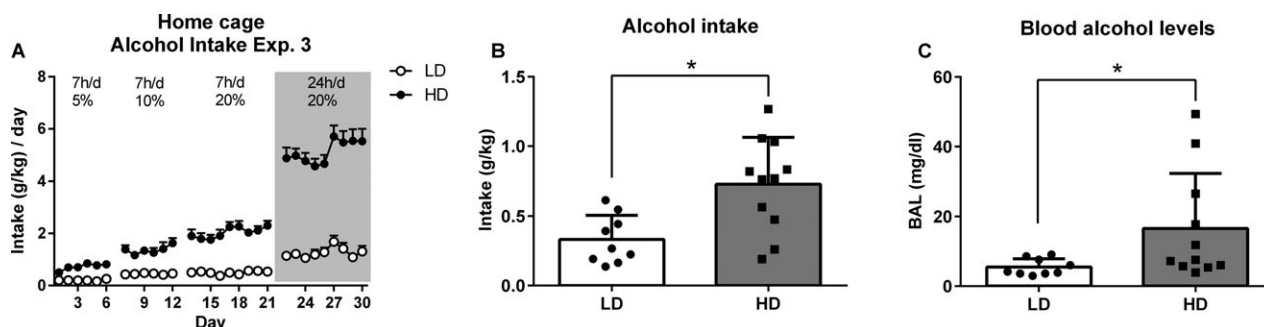 Home cage
Alcohol Intake Exp. 3
A
Intake (g/kg) / day
8
6
4
2
0
7h/d
5%
7h/d
10%
7h/d
20%
24h/d
20%
3 6 9 12 15 18 21 24 27 30
Day
LD
HD
B
Alcohol intake
*
Intake (g/kg)
1.5
1.0
0.5
0.0
LD HD
C
Blood alcohol levels
*
BAL (mg/dl)
60
40
20
0
LD HD